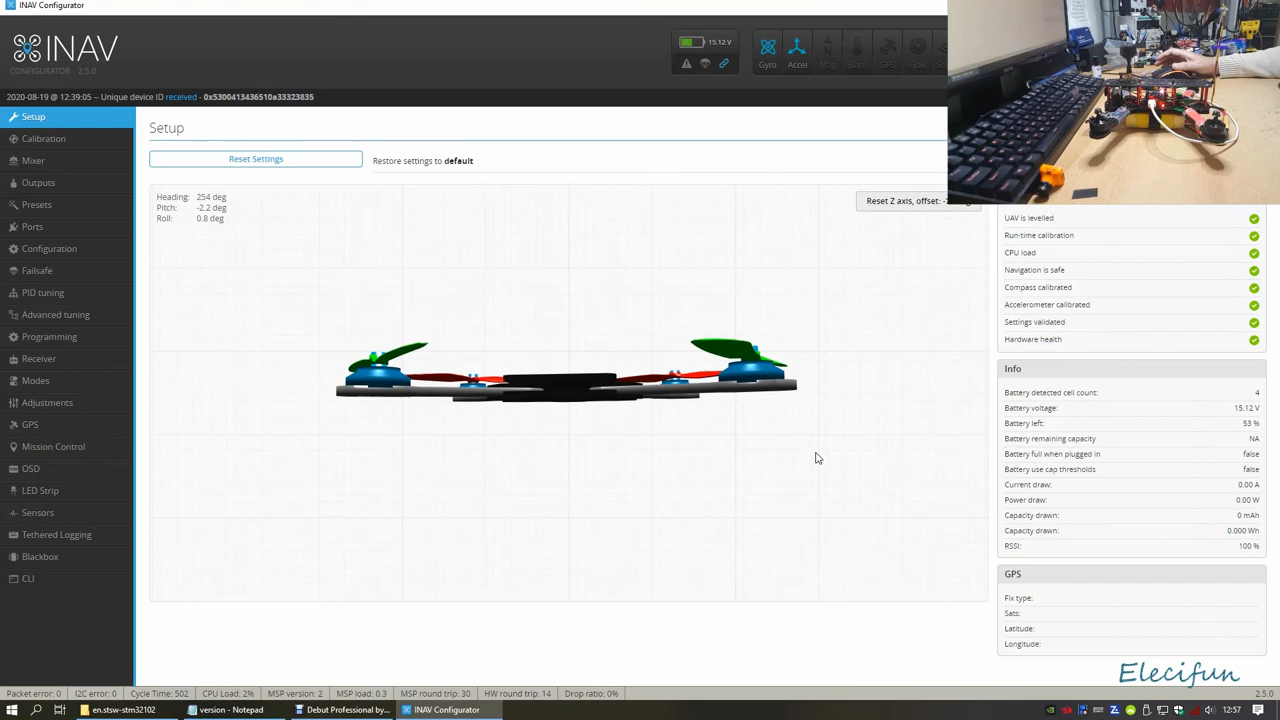 INAV Configurator
INAV
CONFIGURATOR 2.5.0
15.12 V
Gyro
Accel
Mag
Baro
GPS
Flow
2020-08-19 @ 12:39:05 -- Unique device ID received - 0x5300413436510a33323835
Setup
Calibration
Mixer
Outputs
Presets
Ports
Configuration
Failsafe
PID tuning
Advanced tuning
Programming
Receiver
Modes
Adjustments
GPS
Mission Control
OSD
LED Strip
Sensors
Tethered Logging
Blackbox
CLI
Setup
Reset Settings
Restore settings to default
Heading: 254 deg
Pitch: -2.2 deg
Roll: 0.8 deg
Reset Z axis, offset:
UAV is levelled
Run-time calibration
CPU load
Navigation is safe
Compass calibrated
Accelerometer calibrated
Settings validated
Hardware health
Info
Battery detected cell count: 4
Battery voltage: 15.12 V
Battery left: 53 %
Battery remaining capacity NA
Battery full when plugged in false
Battery use cap thresholds false
Current draw: 0.00 A
Power draw: 0.00 W
Capacity drawn: 0 mAh
Capacity drawn: 0.000 Wh
RSSI: 100 %
GPS
Fix type:
Sats:
Latitude:
Longitude:
Elecifun
Packet error: 0
I2C error: 0
Cycle Time: 502
CPU Load: 2%
MSP version: 2
MSP load: 0.3
MSP round trip: 30
HW round trip: 14
Drop ratio: 0%
2.5.0
en.stsw-stm32102
version - Notepad
Debut Professional by...
INAV Configurator
12:57